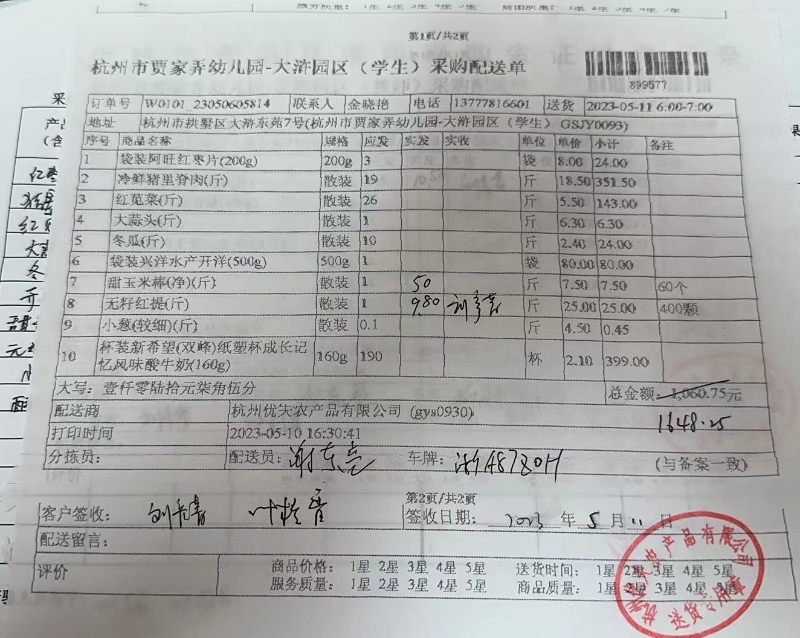 第1页/共2页
杭州市贾家弄幼儿园-大浒园区（学生）采购配送单
899577
订单号 W0101_23050605814 联系人 金晓艳 电话 13777816601 送货 2023-05-11 6:00-7:00
地址 杭州市拱墅区大浒东苑7号(杭州市贾家弄幼儿园-大浒园区（学生）GSJY0093)
序号 商品名称 规格 应发 实发 实收 单位 单价 小计 备注
1 袋装阿旺红枣片(200g) 200g 3 袋 8.00 24.00
2 冷鲜猪里脊肉(斤) 散装 19 斤 18.50 351.50
3 红苋菜(斤) 散装 26 斤 5.50 143.00
4 大蒜头(斤) 散装 1 斤 6.30 6.30
5 冬瓜(斤) 散装 10 斤 2.40 24.00
6 袋装兴洋水产开洋(500g) 500g 1 袋 80.00 80.00
7 甜玉米棒(净)(斤) 散装 1 50 斤 7.50 7.50 60个
8 无籽红提(斤) 散装 1 9.80 斤 25.00 25.00 400颗
9 小葱(较细)(斤) 散装 0.1 斤 4.50 0.45
10 杯装新希望(双峰)纸塑杯成长记忆风味酸牛奶(160g) 160g 190 杯 2.10 399.00
大写：壹仟零陆拾元柒角伍分 总金额：1,060.75元
1648.25
配送商 杭州优矢农产品有限公司 (gys0930)
打印时间 2023-05-10 16:30:41
分拣员： 配送员：谢东亮 车牌：浙A8780H (与备案一致)
第2页/共2页
客户签收： 签收日期： 2023 年 5 月 11 日
配送留言：
评价 商品价格： 1星 2星 3星 4星 5星 送货时间： 1星 2星 3星 4星 5星
服务质量： 1星 2星 3星 4星 5星 商品质量： 1星 2星 3星 4星 5星
送货专用章